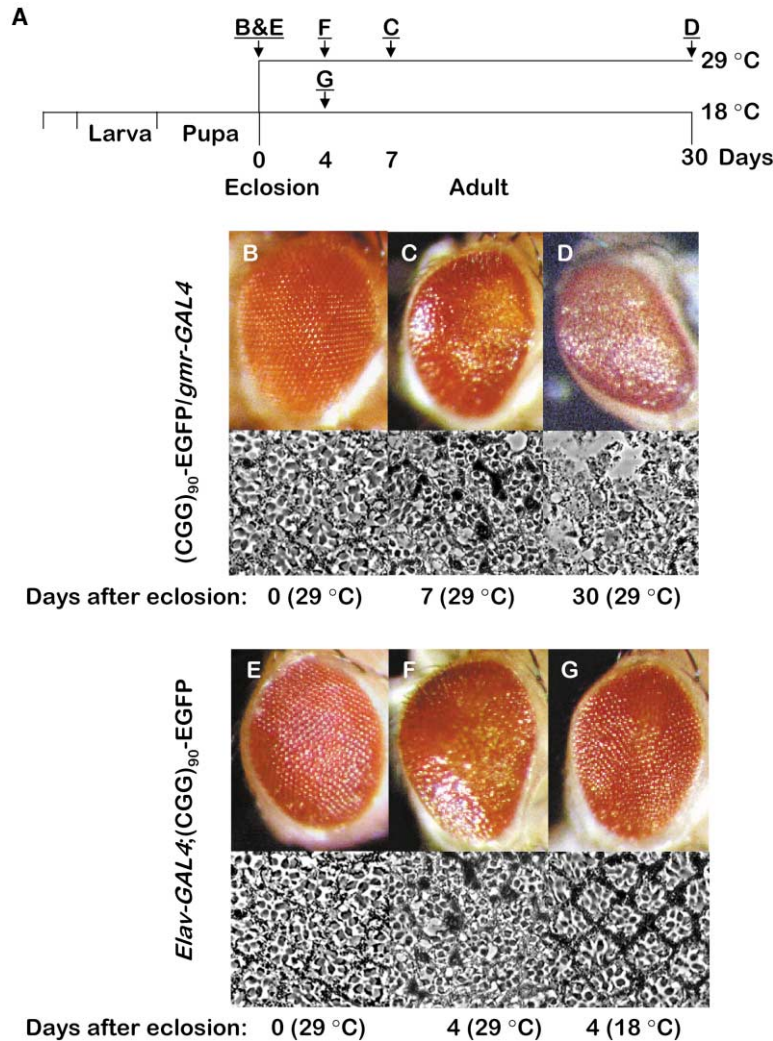 A
B&E F C D
29 °C
G
18 °C
Larva Pupa
0 4 7 30 Days
Eclosion Adult
(CGG)90-EGFP/gmr-GAL4
B C D
Days after eclosion: 0 (29 °C) 7 (29 °C) 30 (29 °C)
Elav-GAL4;(CGG)90-EGFP
E F G
Days after eclosion: 0 (29 °C) 4 (29 °C) 4 (18 °C)